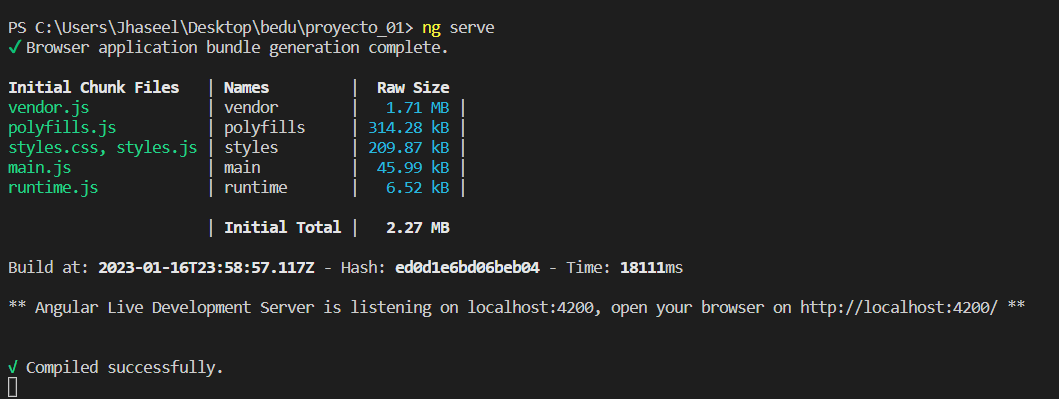 PS C:\Users\Jhaseel\Desktop\bedu\proyecto_01> ng serve
✓ Browser application bundle generation complete.
Initial Chunk Files | Names | Raw Size
vendor.js | vendor | 1.71 MB |
polyfills.js | polyfills | 314.28 kB |
styles.css, styles.js | styles | 209.87 kB |
main.js | main | 45.99 kB |
runtime.js | runtime | 6.52 kB |
| Initial Total | 2.27 MB
Build at: 2023-01-16T23:58:57.117Z - Hash: ed0d1e6bd06beb04 - Time: 18111ms
** Angular Live Development Server is listening on localhost:4200, open your browser on http://localhost:4200/ **
√ Compiled successfully.